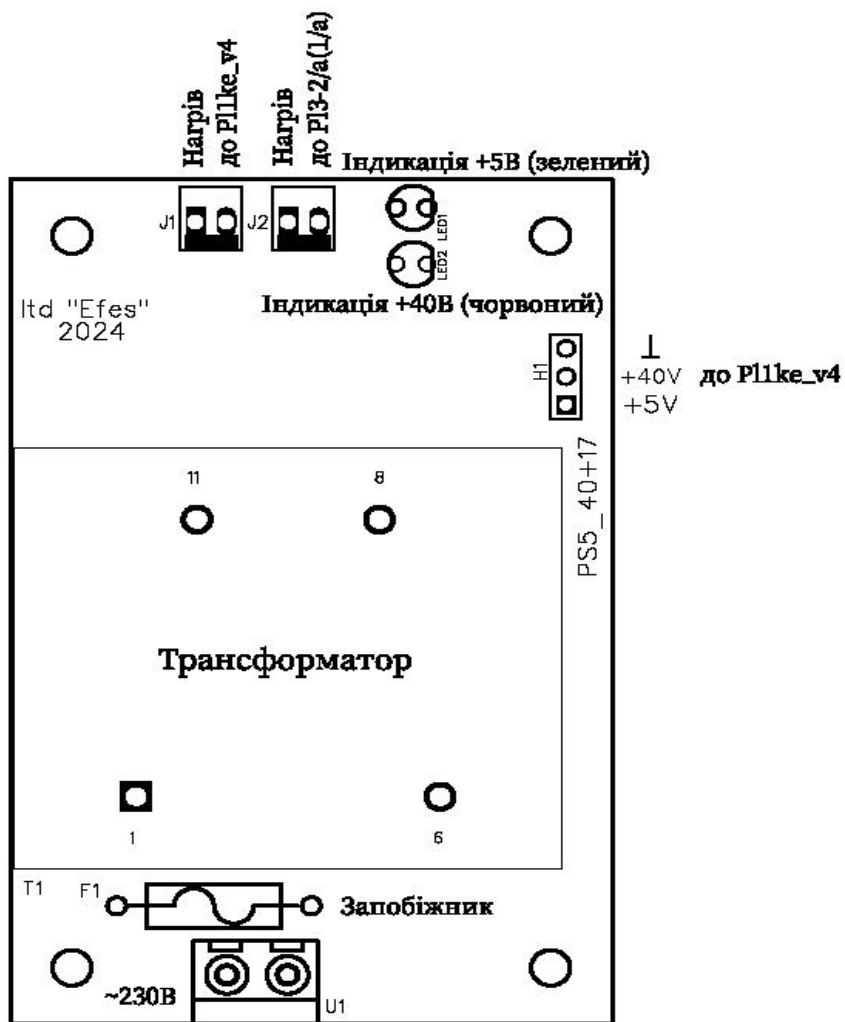 Нагрів
до Pl1ke_v4
Нагрів
до Pl3-2/a(1/a)
Індикація +5В (зелений)
J1
J2
LED1
LED2
ltd "Efes"
2024
Індикація +40В (чорвоний)
H1
⊥
+40V
+5V
до Pl1ke_v4
PS5_40+17
11
8
Трансформатор
1
6
T1
F1
Запобіжник
~230В
U1